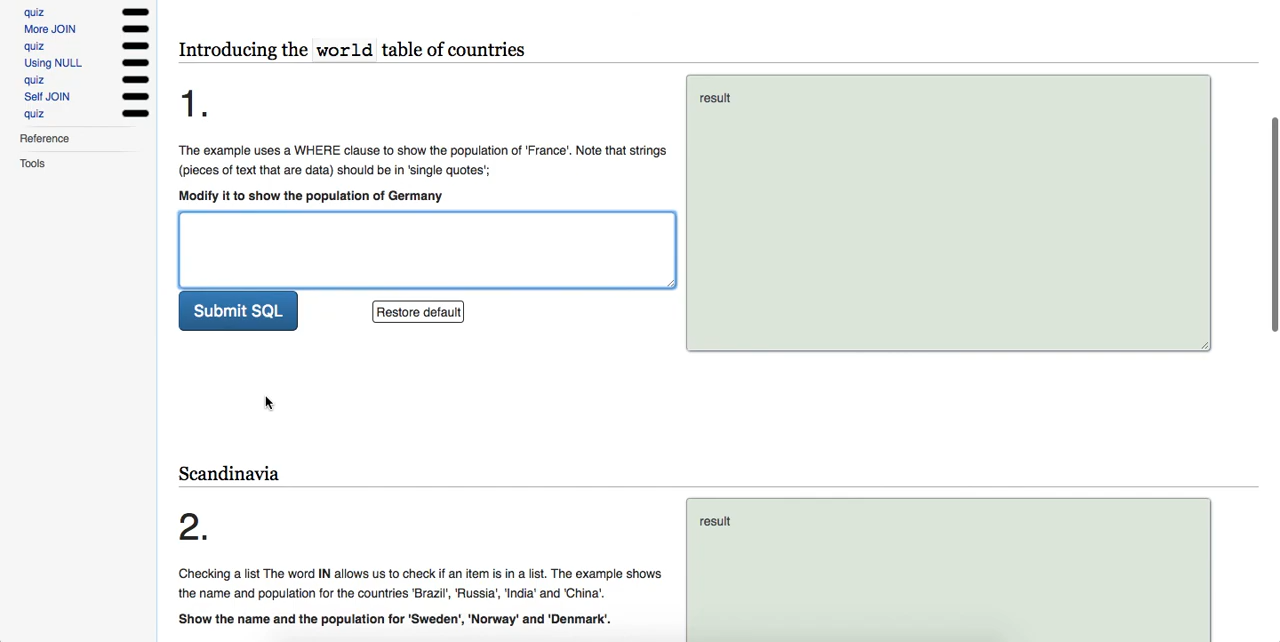 quiz
More JOIN
quiz
Using NULL
quiz
Self JOIN
quiz
Reference
Tools
Introducing the world table of countries
1.
The example uses a WHERE clause to show the population of 'France'. Note that strings
(pieces of text that are data) should be in 'single quotes';
Modify it to show the population of Germany
Submit SQL
Restore default
result
Scandinavia
2.
Checking a list The word IN allows us to check if an item is in a list. The example shows
the name and population for the countries 'Brazil', 'Russia', 'India' and 'China'.
Show the name and the population for 'Sweden', 'Norway' and 'Denmark'.
result